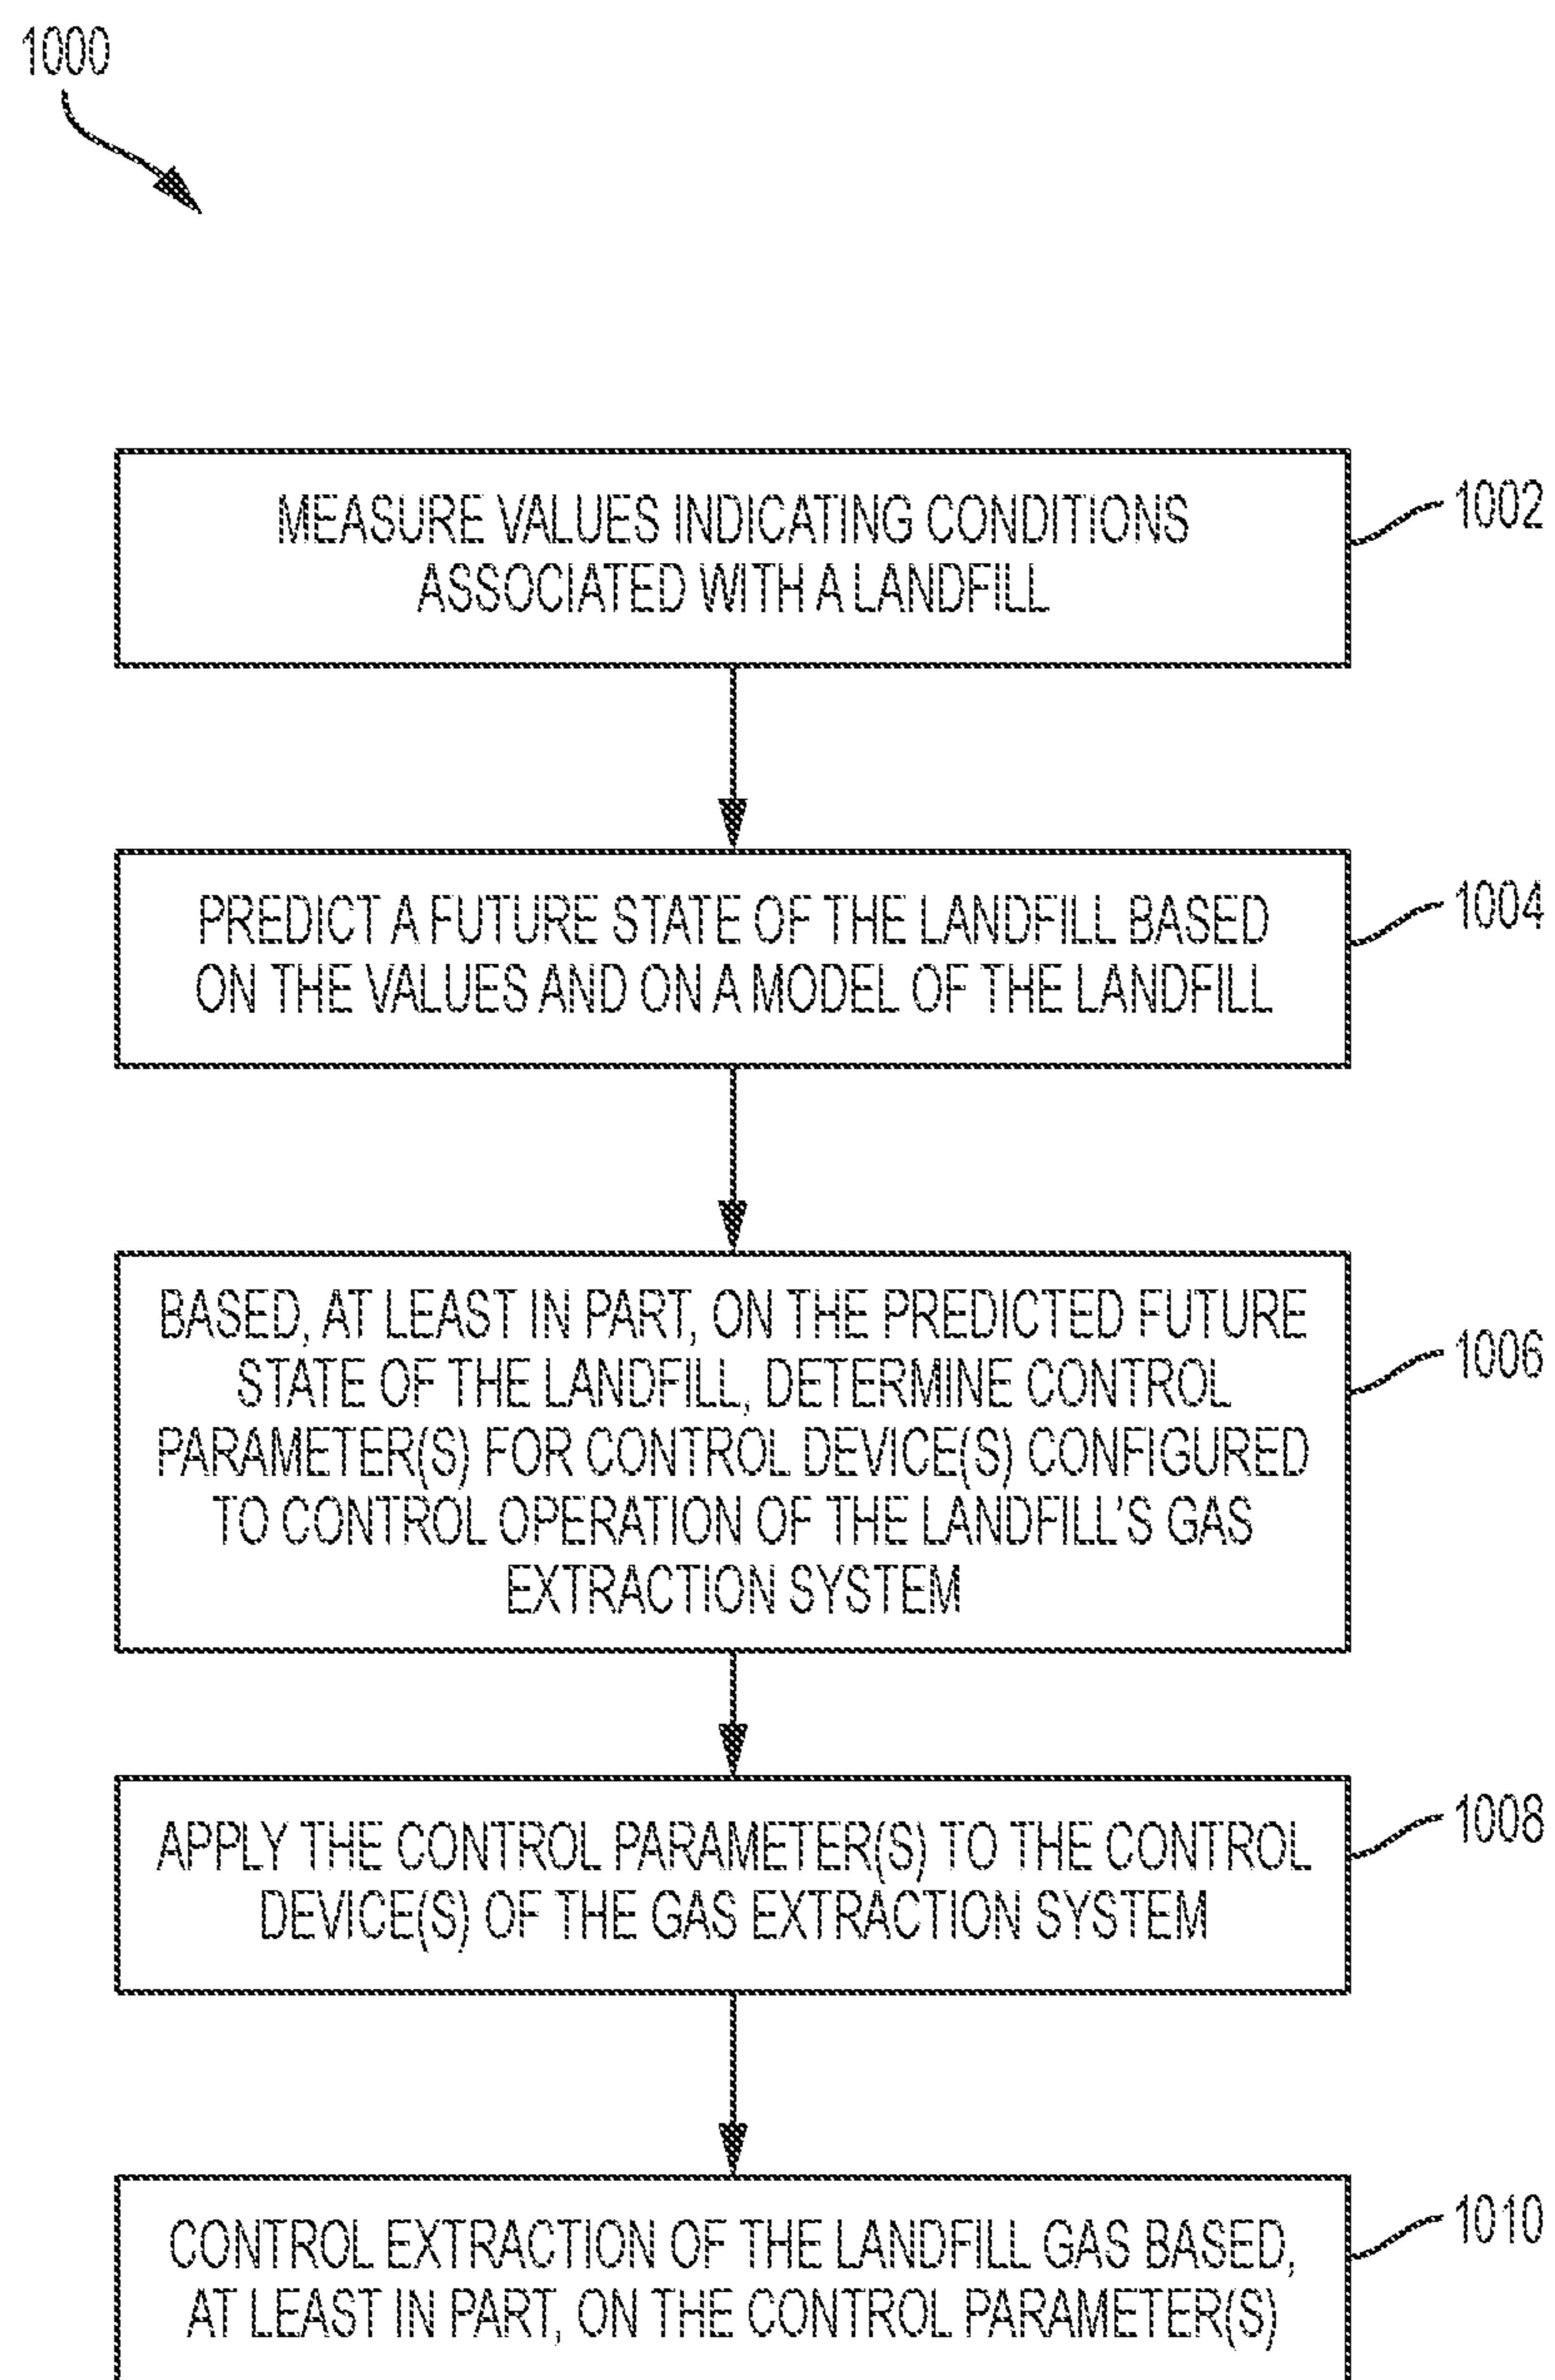 1000
MEASURE VALUES INDICATING CONDITIONS
ASSOCIATED WITH A LANDFILL
1002
PREDICT A FUTURE STATE OF THE LANDFILL BASED
ON THE VALUES AND ON A MODEL OF THE LANDFILL
1004
BASED, AT LEAST IN PART, ON THE PREDICTED FUTURE
STATE OF THE LANDFILL, DETERMINE CONTROL
PARAMETER(S) FOR CONTROL DEVICE(S) CONFIGURED
TO CONTROL OPERATION OF THE LANDFILL'S GAS
EXTRACTION SYSTEM
1006
APPLY THE CONTROL PARAMETER(S) TO THE CONTROL
DEVICE(S) OF THE GAS EXTRACTION SYSTEM
1008
CONTROL EXTRACTION OF THE LANDFILL GAS BASED,
AT LEAST IN PART, ON THE CONTROL PARAMETER(S)
1010